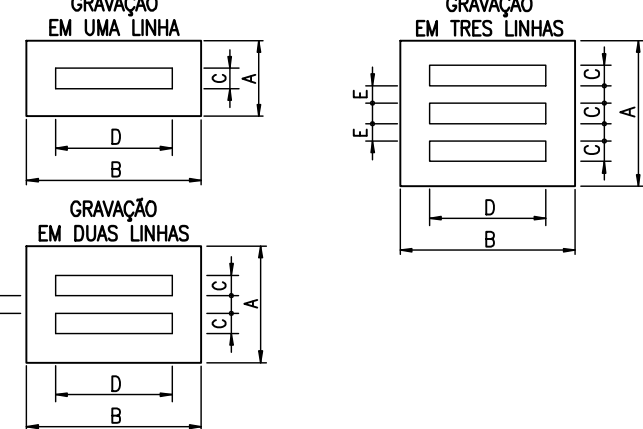 GRAVAÇÃO
EM UMA LINHA
C
A
D
B
GRAVAÇÃO
EM DUAS LINHAS
C
C
A
D
B
GRAVAÇÃO
EM TRES LINHAS
E
E
C
C
C
A
D
B